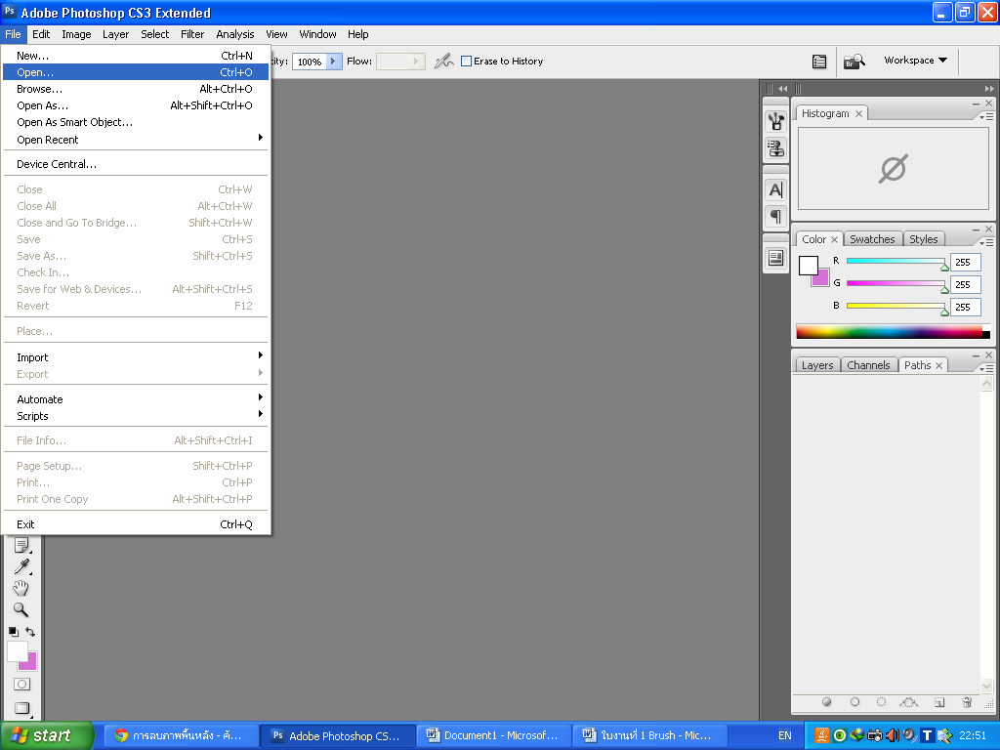 Ps Adobe Photoshop CS3 Extended
File Edit Image Layer Select Filter Analysis View Window Help
ity: 100% Flow: Erase to History Br Workspace
New... Ctrl+N
Open... Ctrl+O
Browse... Alt+Ctrl+O
Open As... Alt+Shift+Ctrl+O
Open As Smart Object...
Open Recent
Device Central...
Close Ctrl+W
Close All Alt+Ctrl+W
Close and Go To Bridge... Shift+Ctrl+W
Save Ctrl+S
Save As... Shift+Ctrl+S
Check In...
Save for Web & Devices... Alt+Shift+Ctrl+S
Revert F12
Place...
Import
Export
Automate
Scripts
File Info... Alt+Shift+Ctrl+I
Page Setup... Shift+Ctrl+P
Print... Ctrl+P
Print One Copy Alt+Shift+Ctrl+P
Exit Ctrl+Q
Histogram
Color Swatches Styles
R 255
G 255
B 255
Layers Channels Paths
start การลบภาพพื้นหลัง - ค้... Ps Adobe Photoshop CS... Document1 - Microsof... ใบงานที่ 1 Brush - Mic... EN T 22:51